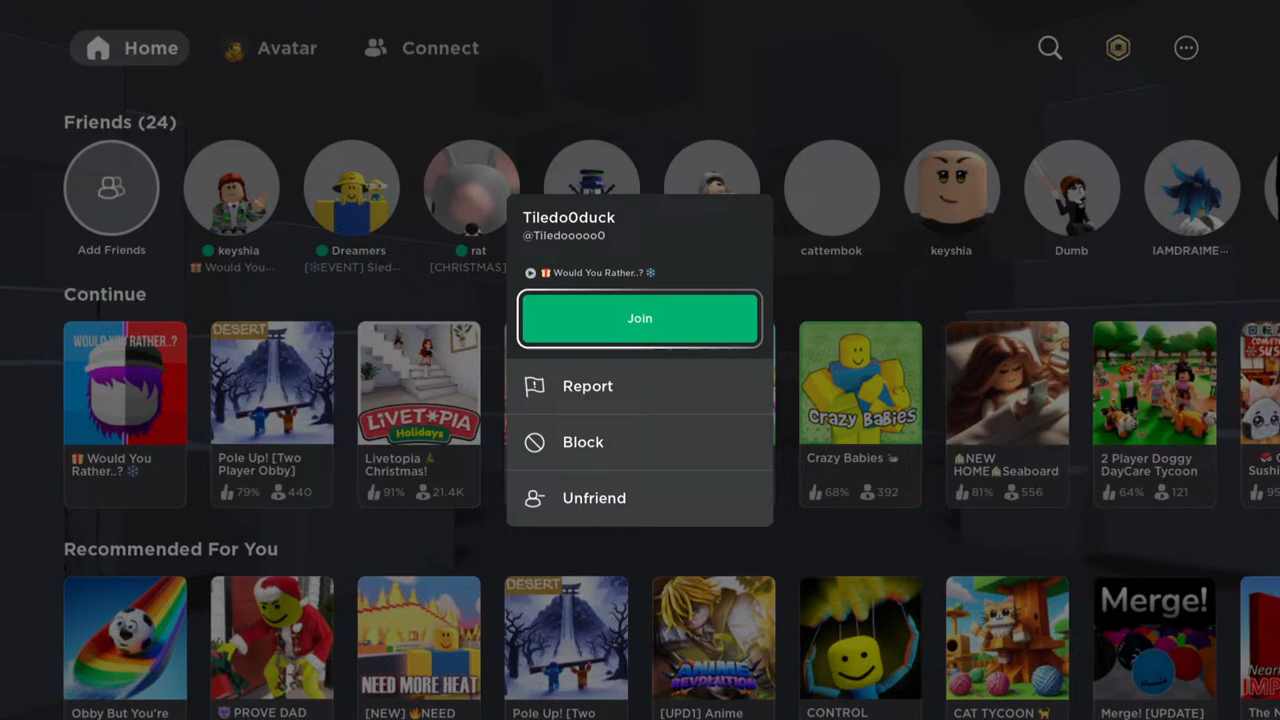 Home
Avatar
Connect
Friends (24)
Add Friends
keyshia
🎁 Would You...
Dreamers
[❄EVENT] Sled...
rat
[CHRISTMAS]
cattembok
keyshia
Dumb
IAMDRAIME...
Tiledo0duck
@Tiledooooo0
🎁 Would You Rather..? ❄
Join
Report
Block
Unfriend
Continue
WOULD YOU RATHER..?
🎁 Would You
Rather..? ❄
DESERT
Pole Up! [Two
Player Obby]
79% 440
LIVETOPIA
Holidays
Livetopia 🎄
Christmas!
91% 21.4K
Crazy Babies
Crazy Babies 🦆
68% 392
🏠NEW
HOME🏠Seaboard
81% 556
2 Player Doggy
DayCare Tycoon
64% 121
Sushi
95
Recommended For You
Obby But You're
😈 PROVE DAD
NEED MORE HEAT
[NEW] 🔥NEED
DESERT
Pole Up! [Two
ANIME
REVOLUTION
[UPD1] Anime
CONTROL
CAT TYCOON 🐈
Merge!
Merge! [UPDATE]
Near
IMP
The N